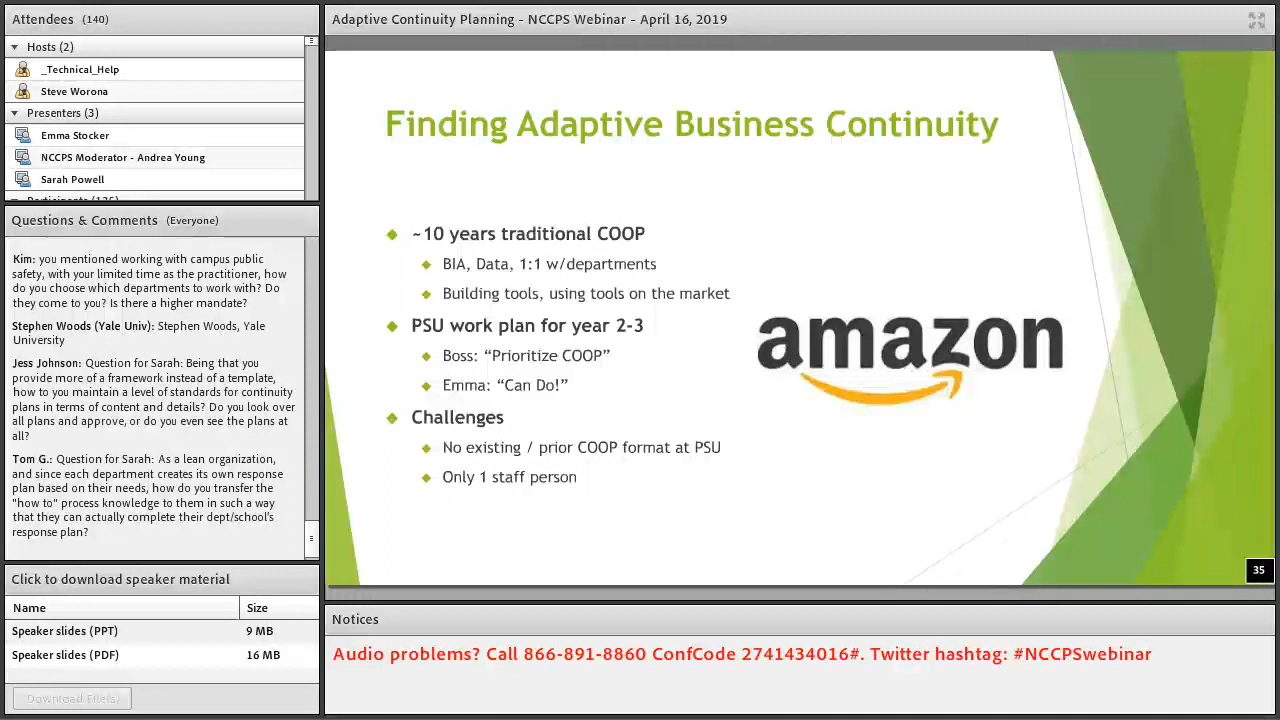 Attendees (140)
Hosts (2)
_Technical_Help
Steve Worona
Presenters (3)
Emma Stocker
NCCPS Moderator - Andrea Young
Sarah Powell
Questions & Comments (Everyone)
Kim: you mentioned working with campus public
safety, with your limited time as the practitioner, how
do you choose which departments to work with? Do
they come to you? Is there a higher mandate?
Stephen Woods (Yale Univ): Stephen Woods, Yale
University
Jess Johnson: Question for Sarah: Being that you
provide more of a framework instead of a template,
how to you maintain a level of standards for continuity
plans in terms of content and details? Do you look over
all plans and approve, or do you even see the plans at
all?
Tom G.: Question for Sarah: As a lean organization,
and since each department creates its own response
plan based on their needs, how do you transfer the
"how to" process knowledge to them in such a way
that they can actually complete their dept/school's
response plan?
Click to download speaker material
Name Size
Speaker slides (PPT) 9 MB
Speaker slides (PDF) 16 MB
Download File(s)
Adaptive Continuity Planning - NCCPS Webinar - April 16, 2019
Finding Adaptive Business Continuity
~10 years traditional COOP
BIA, Data, 1:1 w/departments
Building tools, using tools on the market
PSU work plan for year 2-3
Boss: “Prioritize COOP”
Emma: “Can Do!”
Challenges
No existing / prior COOP format at PSU
Only 1 staff person
amazon
35
Notices
Audio problems? Call 866-891-8860 ConfCode 2741434016#. Twitter hashtag: #NCCPSwebinar